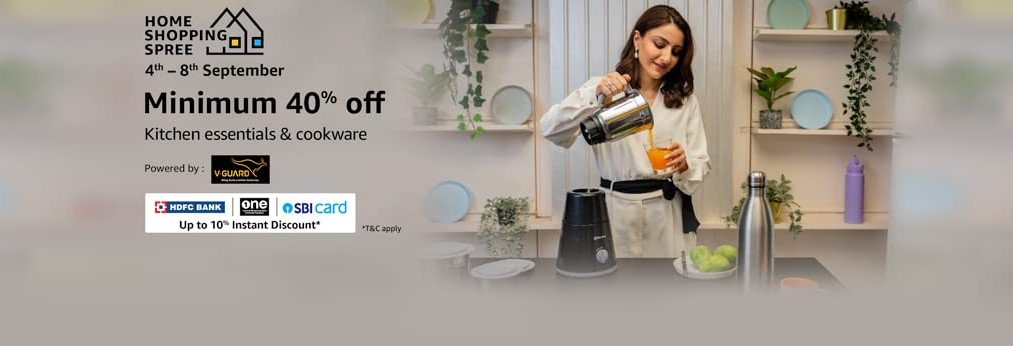 HOME
SHOPPING
SPREE
4th – 8th September
Minimum 40% off
Kitchen essentials & cookware
Powered by :
V-GUARD
HDFC BANK
one
SBI card
Up to 10% Instant Discount*
*T&C apply